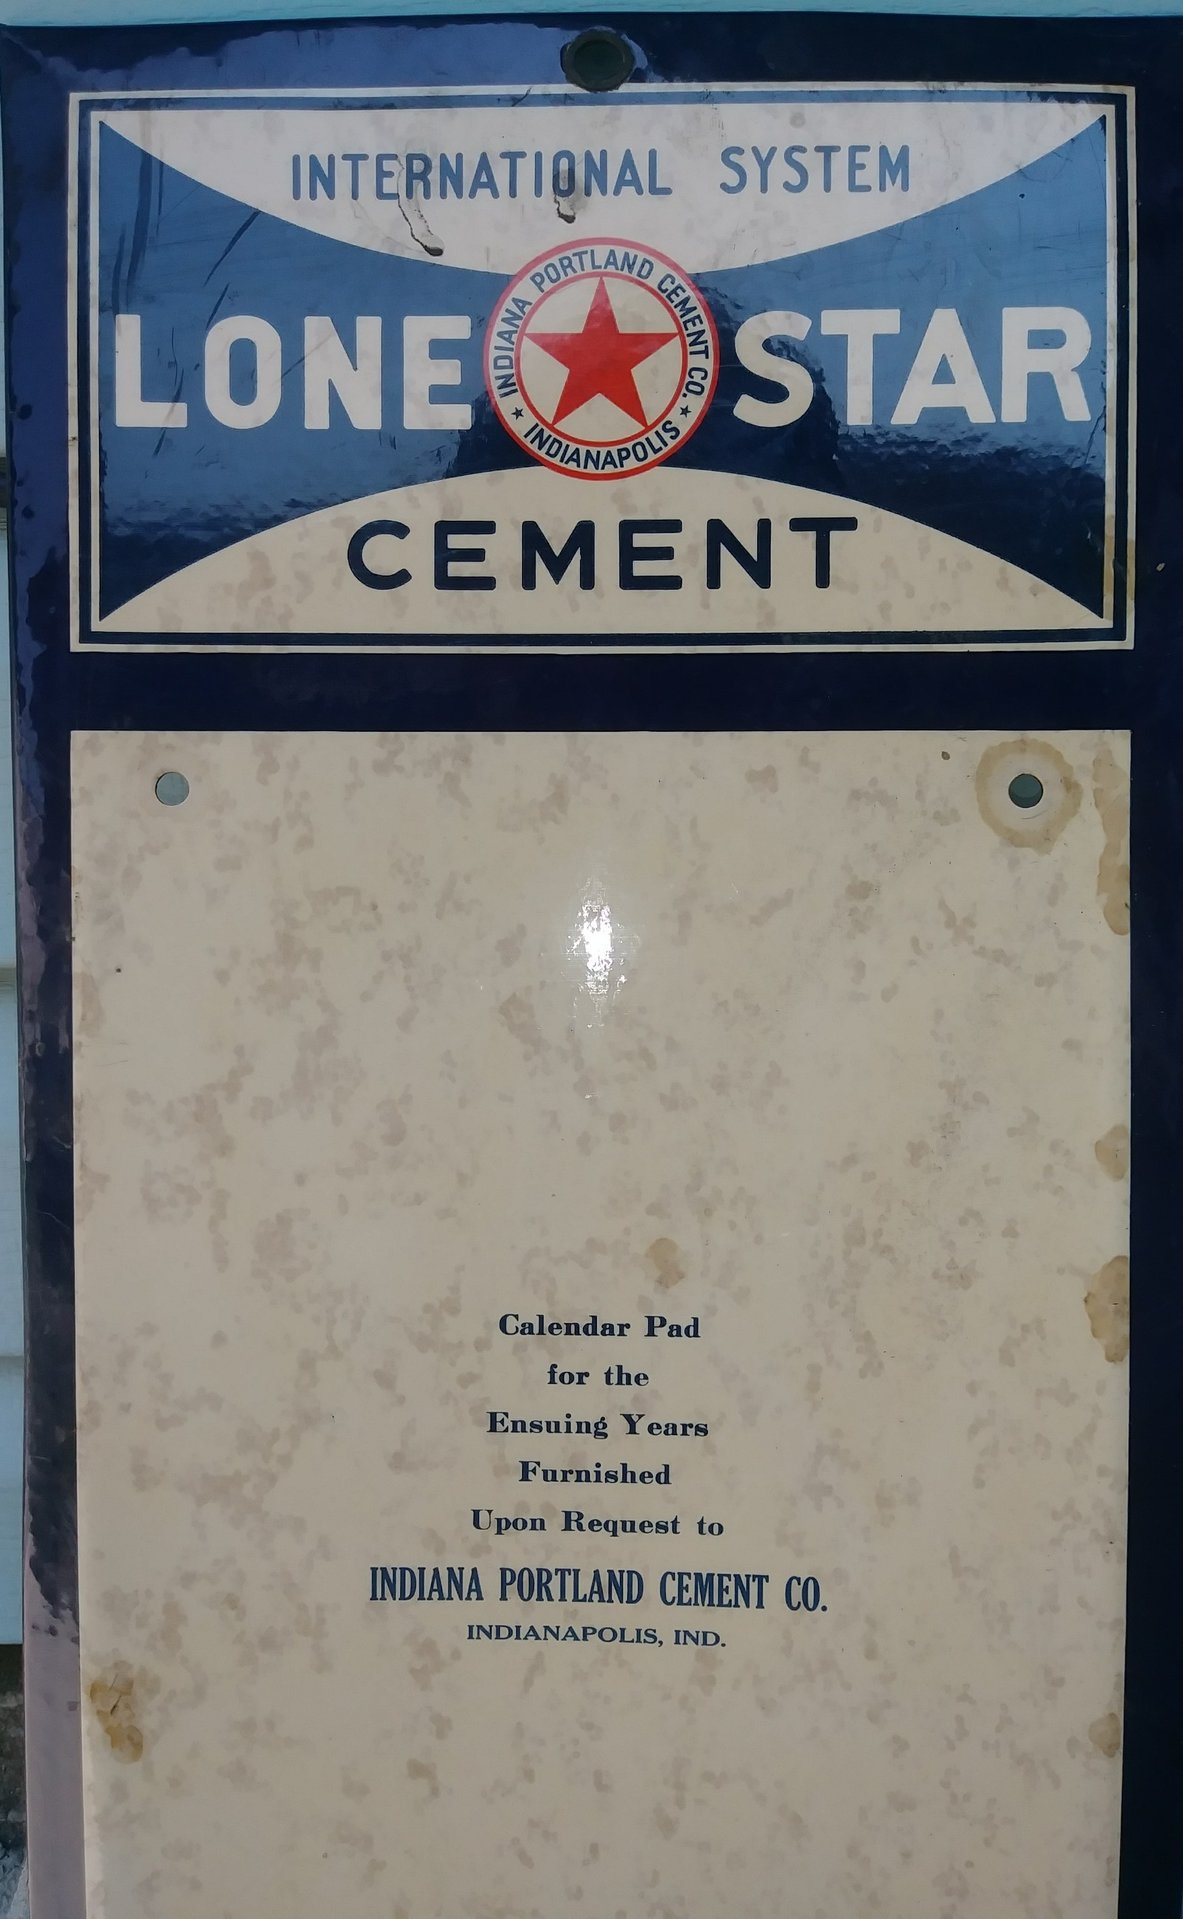 INTERNATIONAL SYSTEM
LONE STAR
INDIANA PORTLAND CEMENT CO.
★ INDIANAPOLIS ★
CEMENT
Calendar Pad
for the
Ensuing Years
Furnished
Upon Request to
INDIANA PORTLAND CEMENT CO.
INDIANAPOLIS, IND.